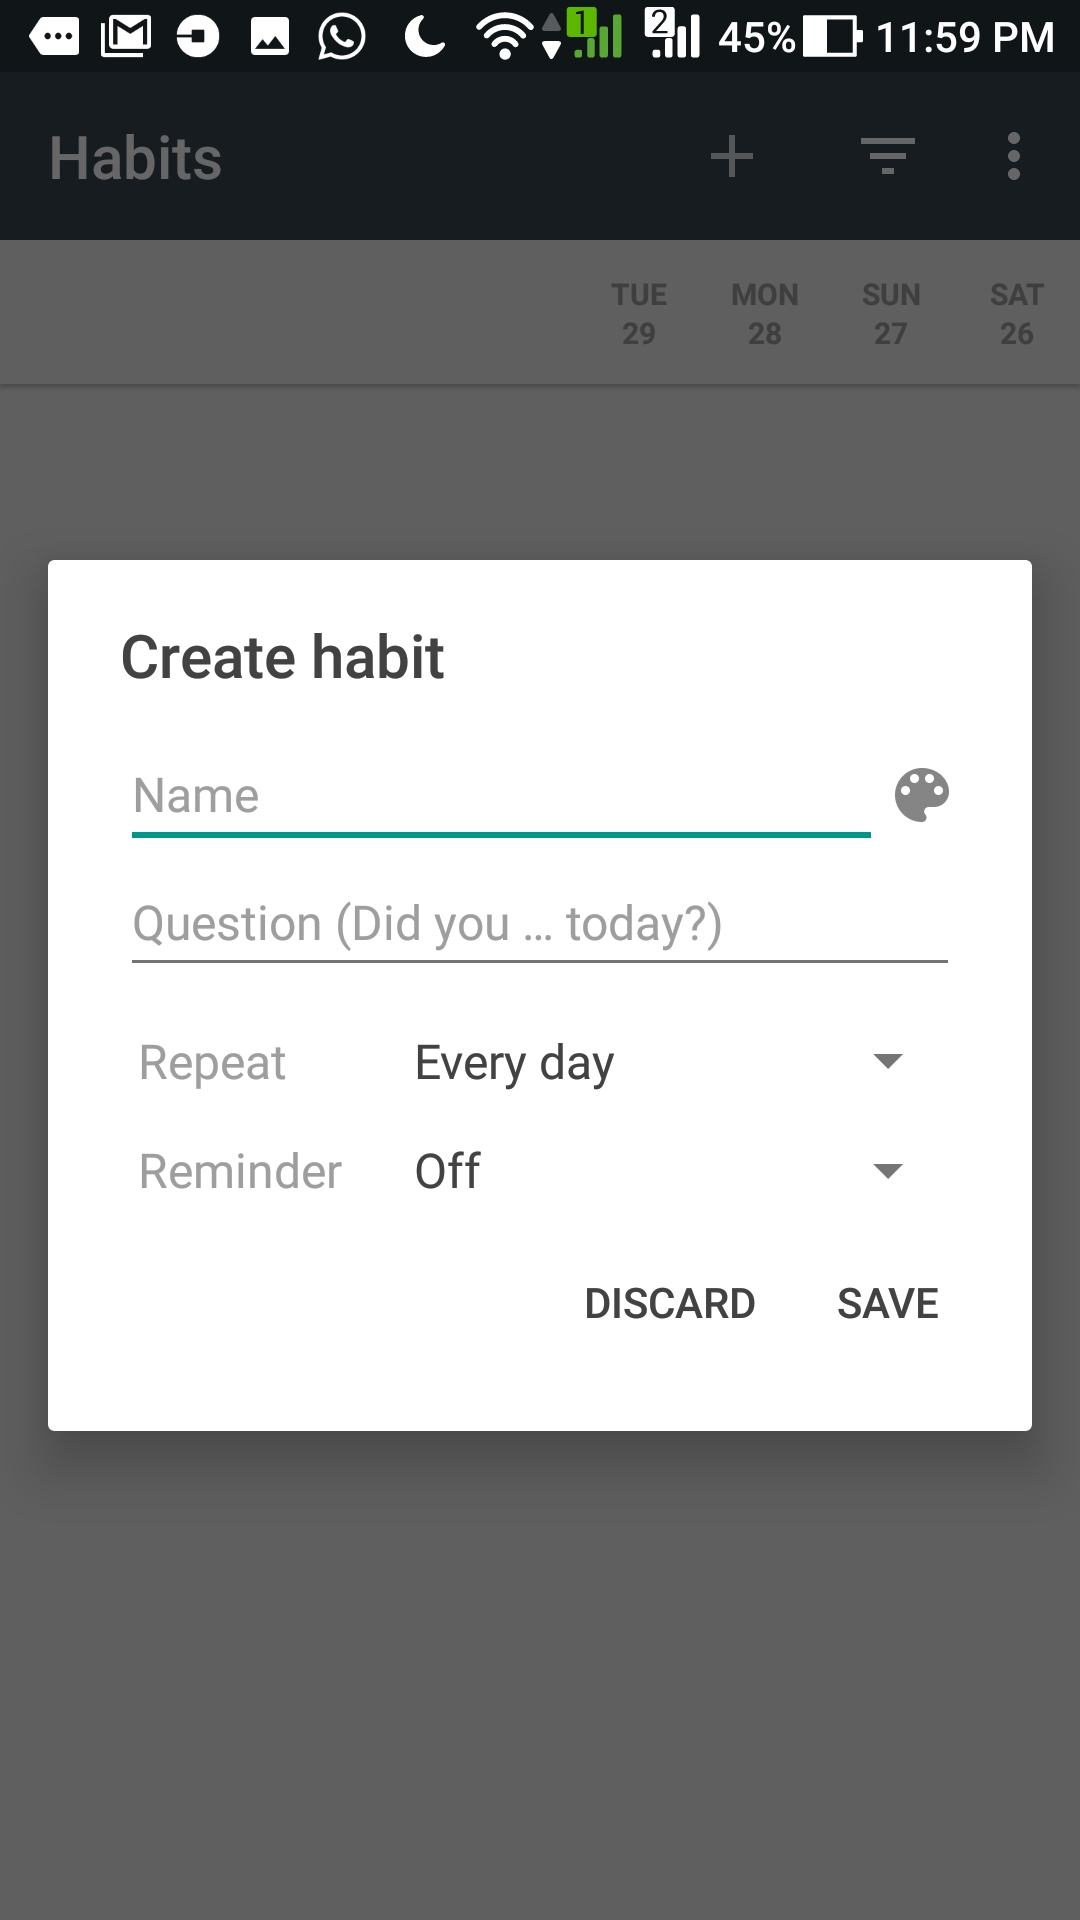 1 2 45% 11:59 PM
Habits
TUE MON SUN SAT
29 28 27 26
Create habit
Name
Question (Did you … today?)
Repeat Every day
Reminder Off
DISCARD SAVE